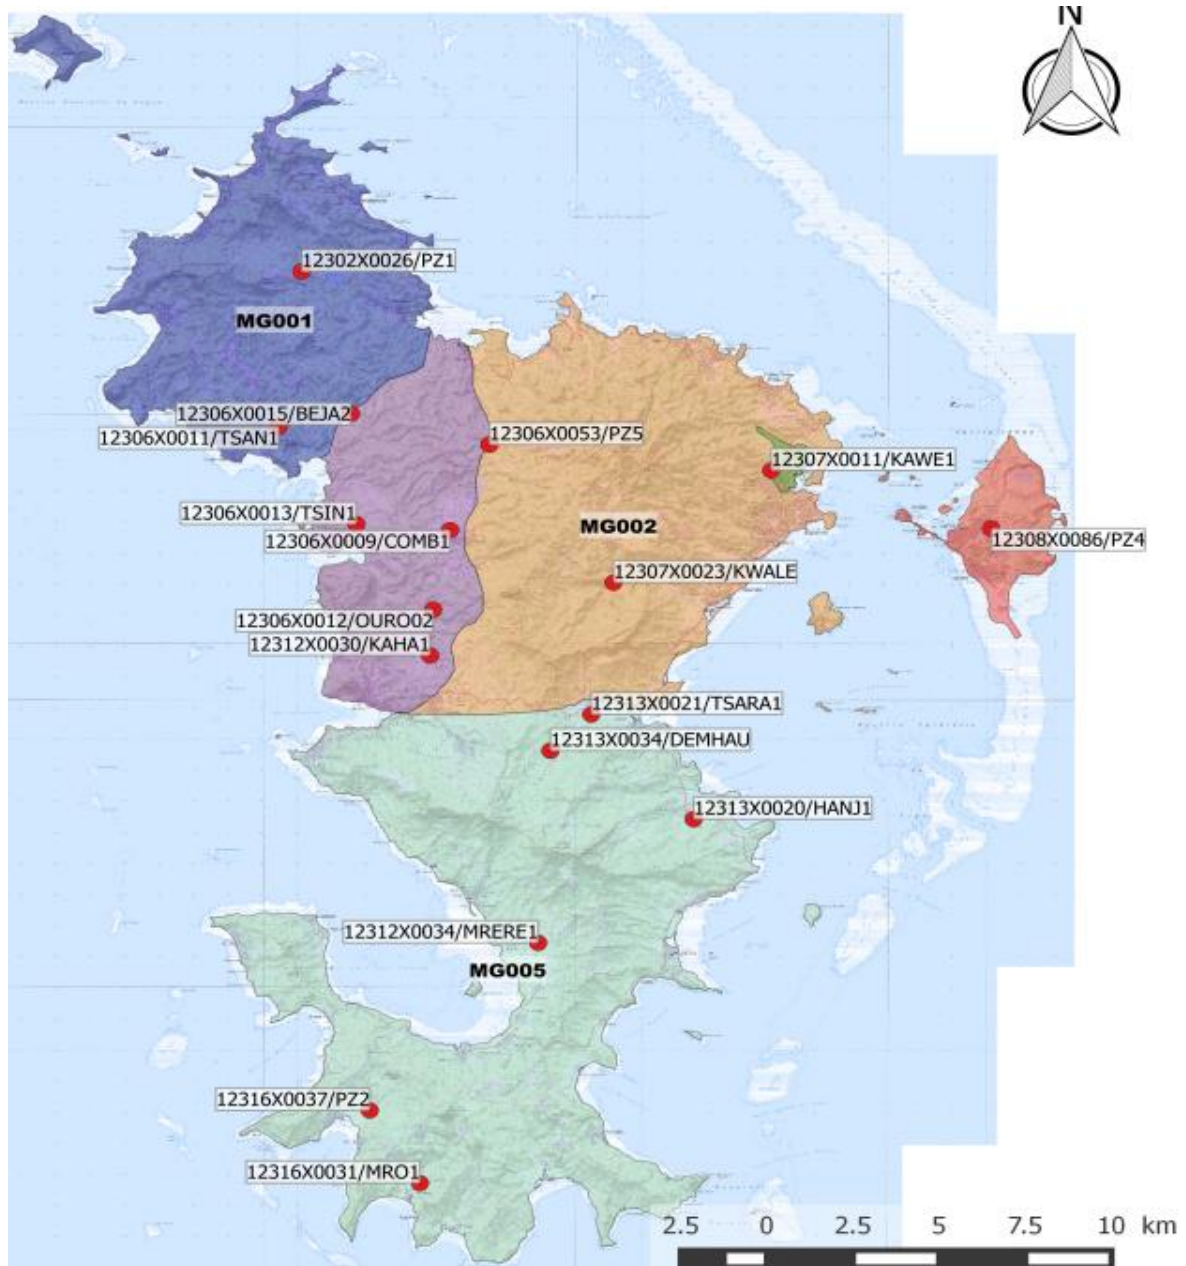 N
12302X0026/PZ1
MG001
12306X0015/BEJA2
12306X0011/TSAN1
12306X0053/PZ5
12307X0011/KAWE1
12306X0013/TSIN1
MG002
12306X0009/COMB1
12308X0086/PZ4
12307X0023/KWALE
12306X0012/OURO02
12312X0030/KAHA1
12313X0021/TSARA1
12313X0034/DEMHAU
12313X0020/HANJ1
12312X0034/MRERE1
MG005
12316X0037/PZ2
12316X0031/MRO1
2.5 0 2.5 5 7.5 10 km